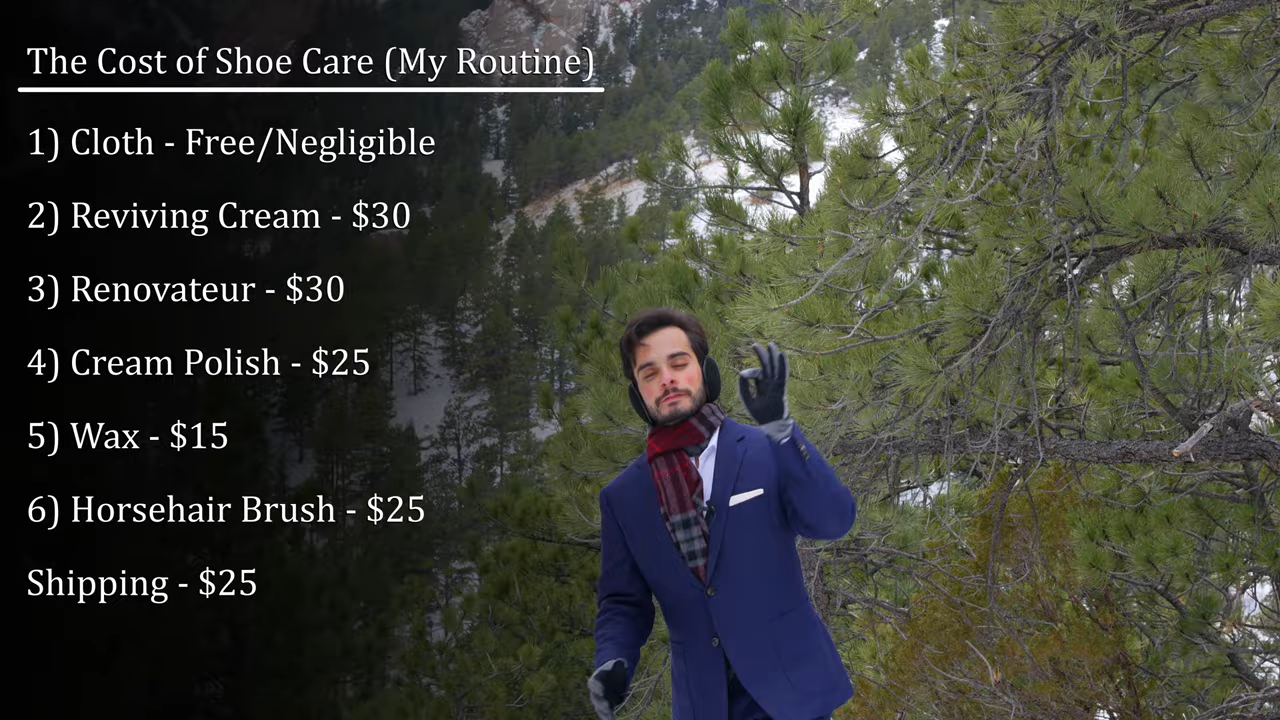 The Cost of Shoe Care (My Routine)
1) Cloth - Free/Negligible
2) Reviving Cream - $30
3) Renovateur - $30
4) Cream Polish - $25
5) Wax - $15
6) Horsehair Brush - $25
Shipping - $25